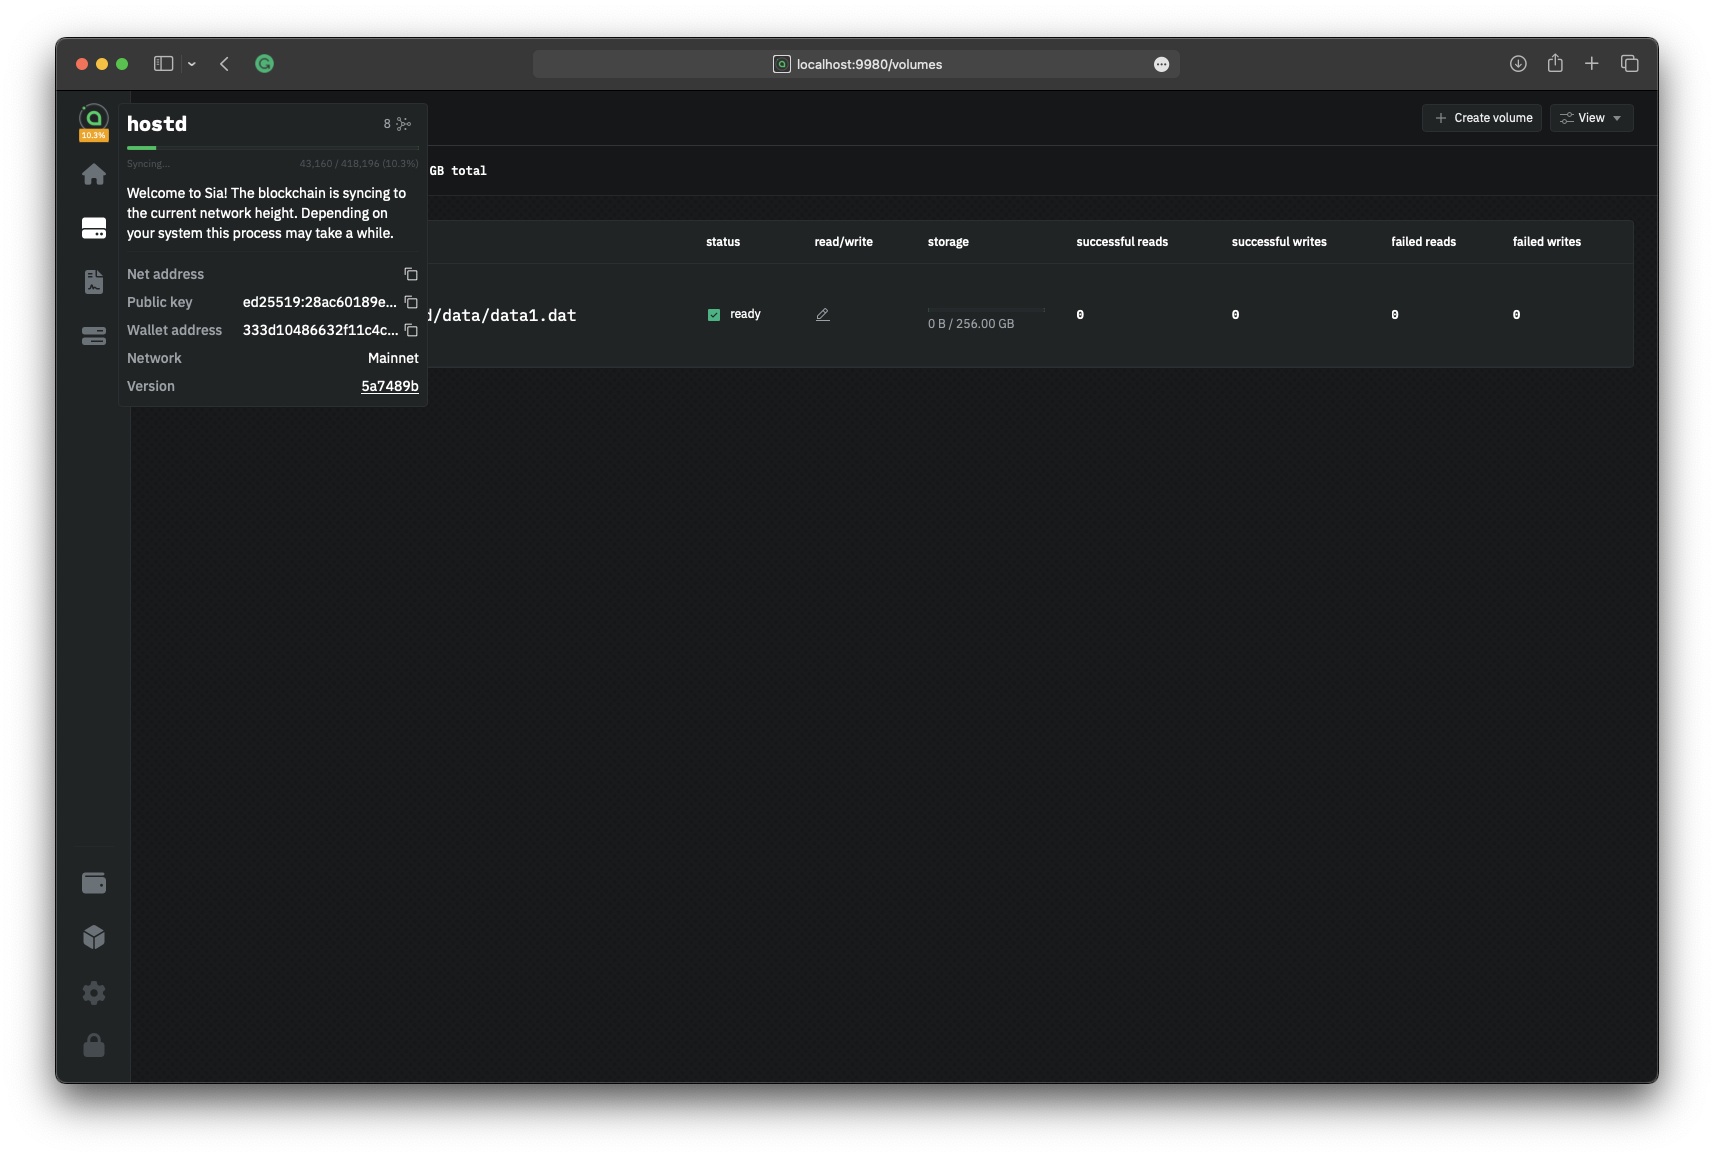 localhost:9980/volumes
10.3%
hostd
8
Syncing...
43,160 / 418,196 (10.3%)
Welcome to Sia! The blockchain is syncing to
the current network height. Depending on
your system this process may take a while.
Net address
Public key ed25519:28ac60189e...
Wallet address 333d10486632f11c4c...
Network Mainnet
Version 5a7489b
Create volume
View
GB total
status read/write storage successful reads successful writes failed reads failed writes
d/data/data1.dat ready 0 0 0 0
0 B / 256.00 GB